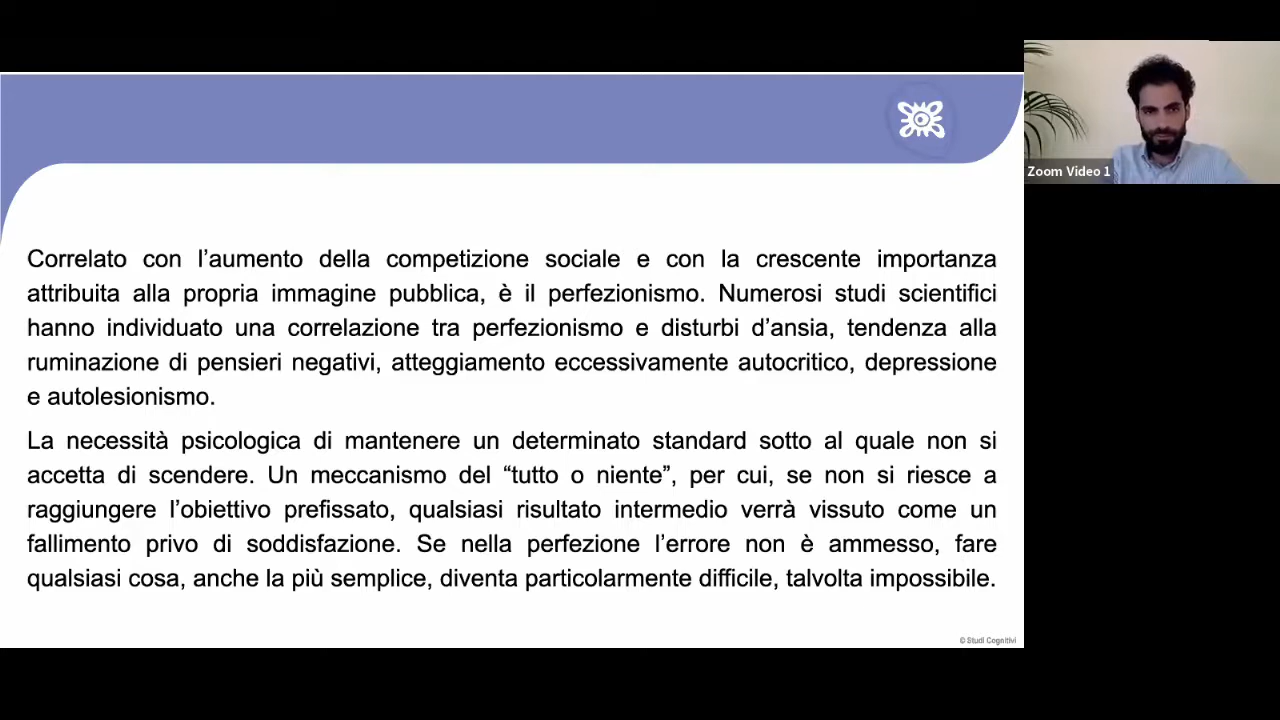 Zoom Video 1
Correlato con l’aumento della competizione sociale e con la crescente importanza
attribuita alla propria immagine pubblica, è il perfezionismo. Numerosi studi scientifici
hanno individuato una correlazione tra perfezionismo e disturbi d’ansia, tendenza alla
ruminazione di pensieri negativi, atteggiamento eccessivamente autocritico, depressione
e autolesionismo.
La necessità psicologica di mantenere un determinato standard sotto al quale non si
accetta di scendere. Un meccanismo del “tutto o niente”, per cui, se non si riesce a
raggiungere l’obiettivo prefissato, qualsiasi risultato intermedio verrà vissuto come un
fallimento privo di soddisfazione. Se nella perfezione l’errore non è ammesso, fare
qualsiasi cosa, anche la più semplice, diventa particolarmente difficile, talvolta impossibile.
© Studi Cognitivi